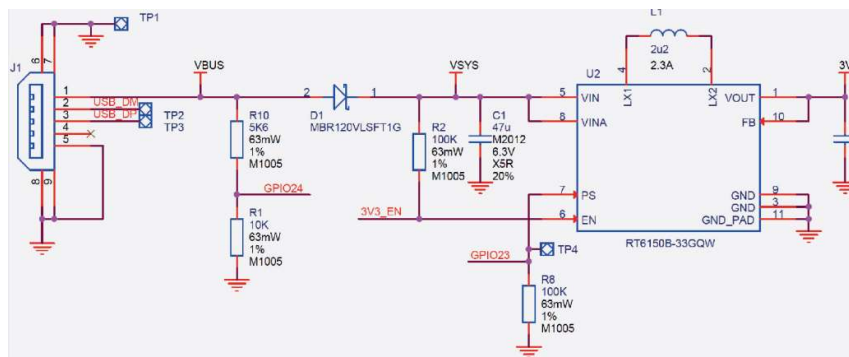 TP1
L1
J1
6
7
VBUS
VSYS
4
2u2
2.3A
2
U2
3V
1
2
3
4
5
USB_DM
USB_DP
TP2
TP3
2
1
D1
MBR120VLSFT1G
R10
5K6
63mW
1%
M1005
R2
100K
63mW
1%
M1005
C1
47u
M2012
6.3V
X5R
20%
5
8
VIN
VINA
LX1
LX2
VOUT
FB
1
10
GPIO24
7
PS
GND
9
GND
3
GND_PAD
11
8
9
R1
10K
63mW
1%
M1005
3V3_EN
6
EN
RT6150B-33GQW
GPIO23
TP4
R8
100K
63mW
1%
M1005